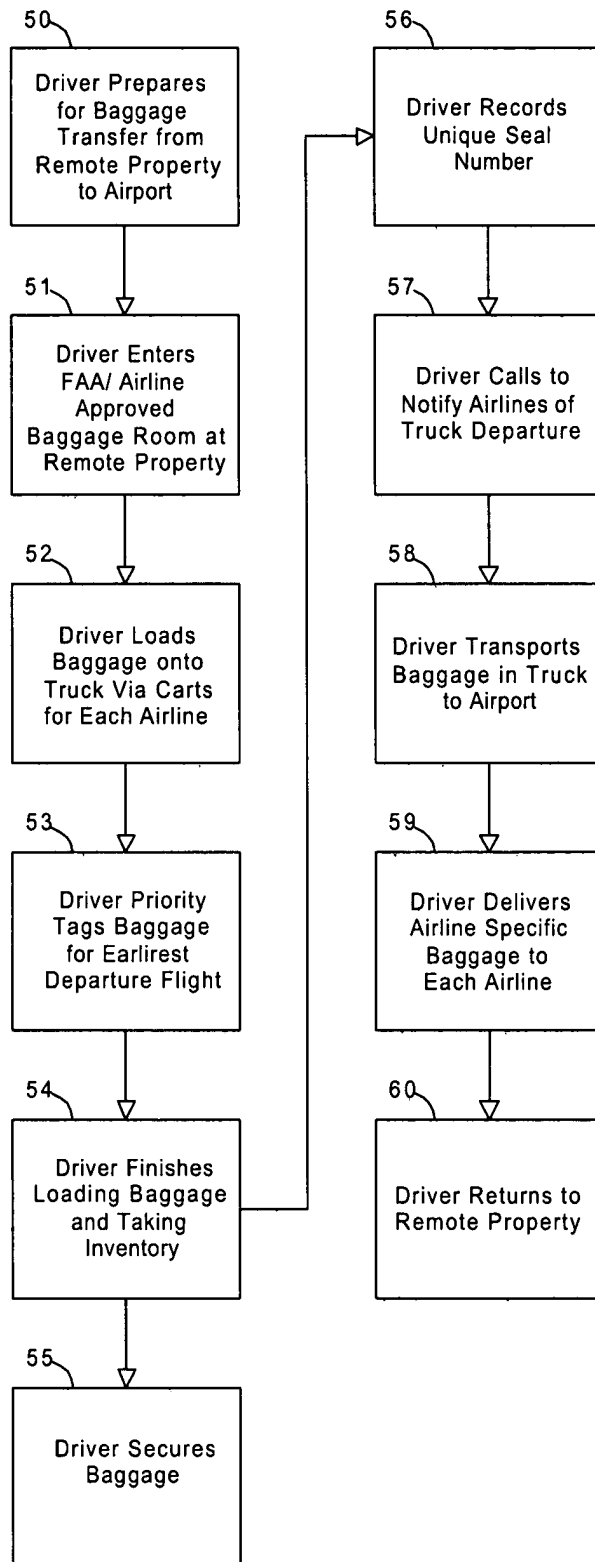 50
Driver Prepares
for Baggage
Transfer from
Remote Property
to Airport
51
Driver Enters
FAA/ Airline
Approved
Baggage Room at
Remote Property
52
Driver Loads
Baggage onto
Truck Via Carts
for Each Airline
53
Driver Priority
Tags Baggage
for Earlirest
Departure Flight
54
Driver Finishes
Loading Baggage
and Taking
Inventory
55
Driver Secures
Baggage
56
Driver Records
Unique Seal
Number
57
Driver Calls to
Notify Airlines of
Truck Departure
58
Driver Transports
Baggage in Truck
to Airport
59
Driver Delivers
Airline Specific
Baggage to
Each Airline
60
Driver Returns to
Remote Property